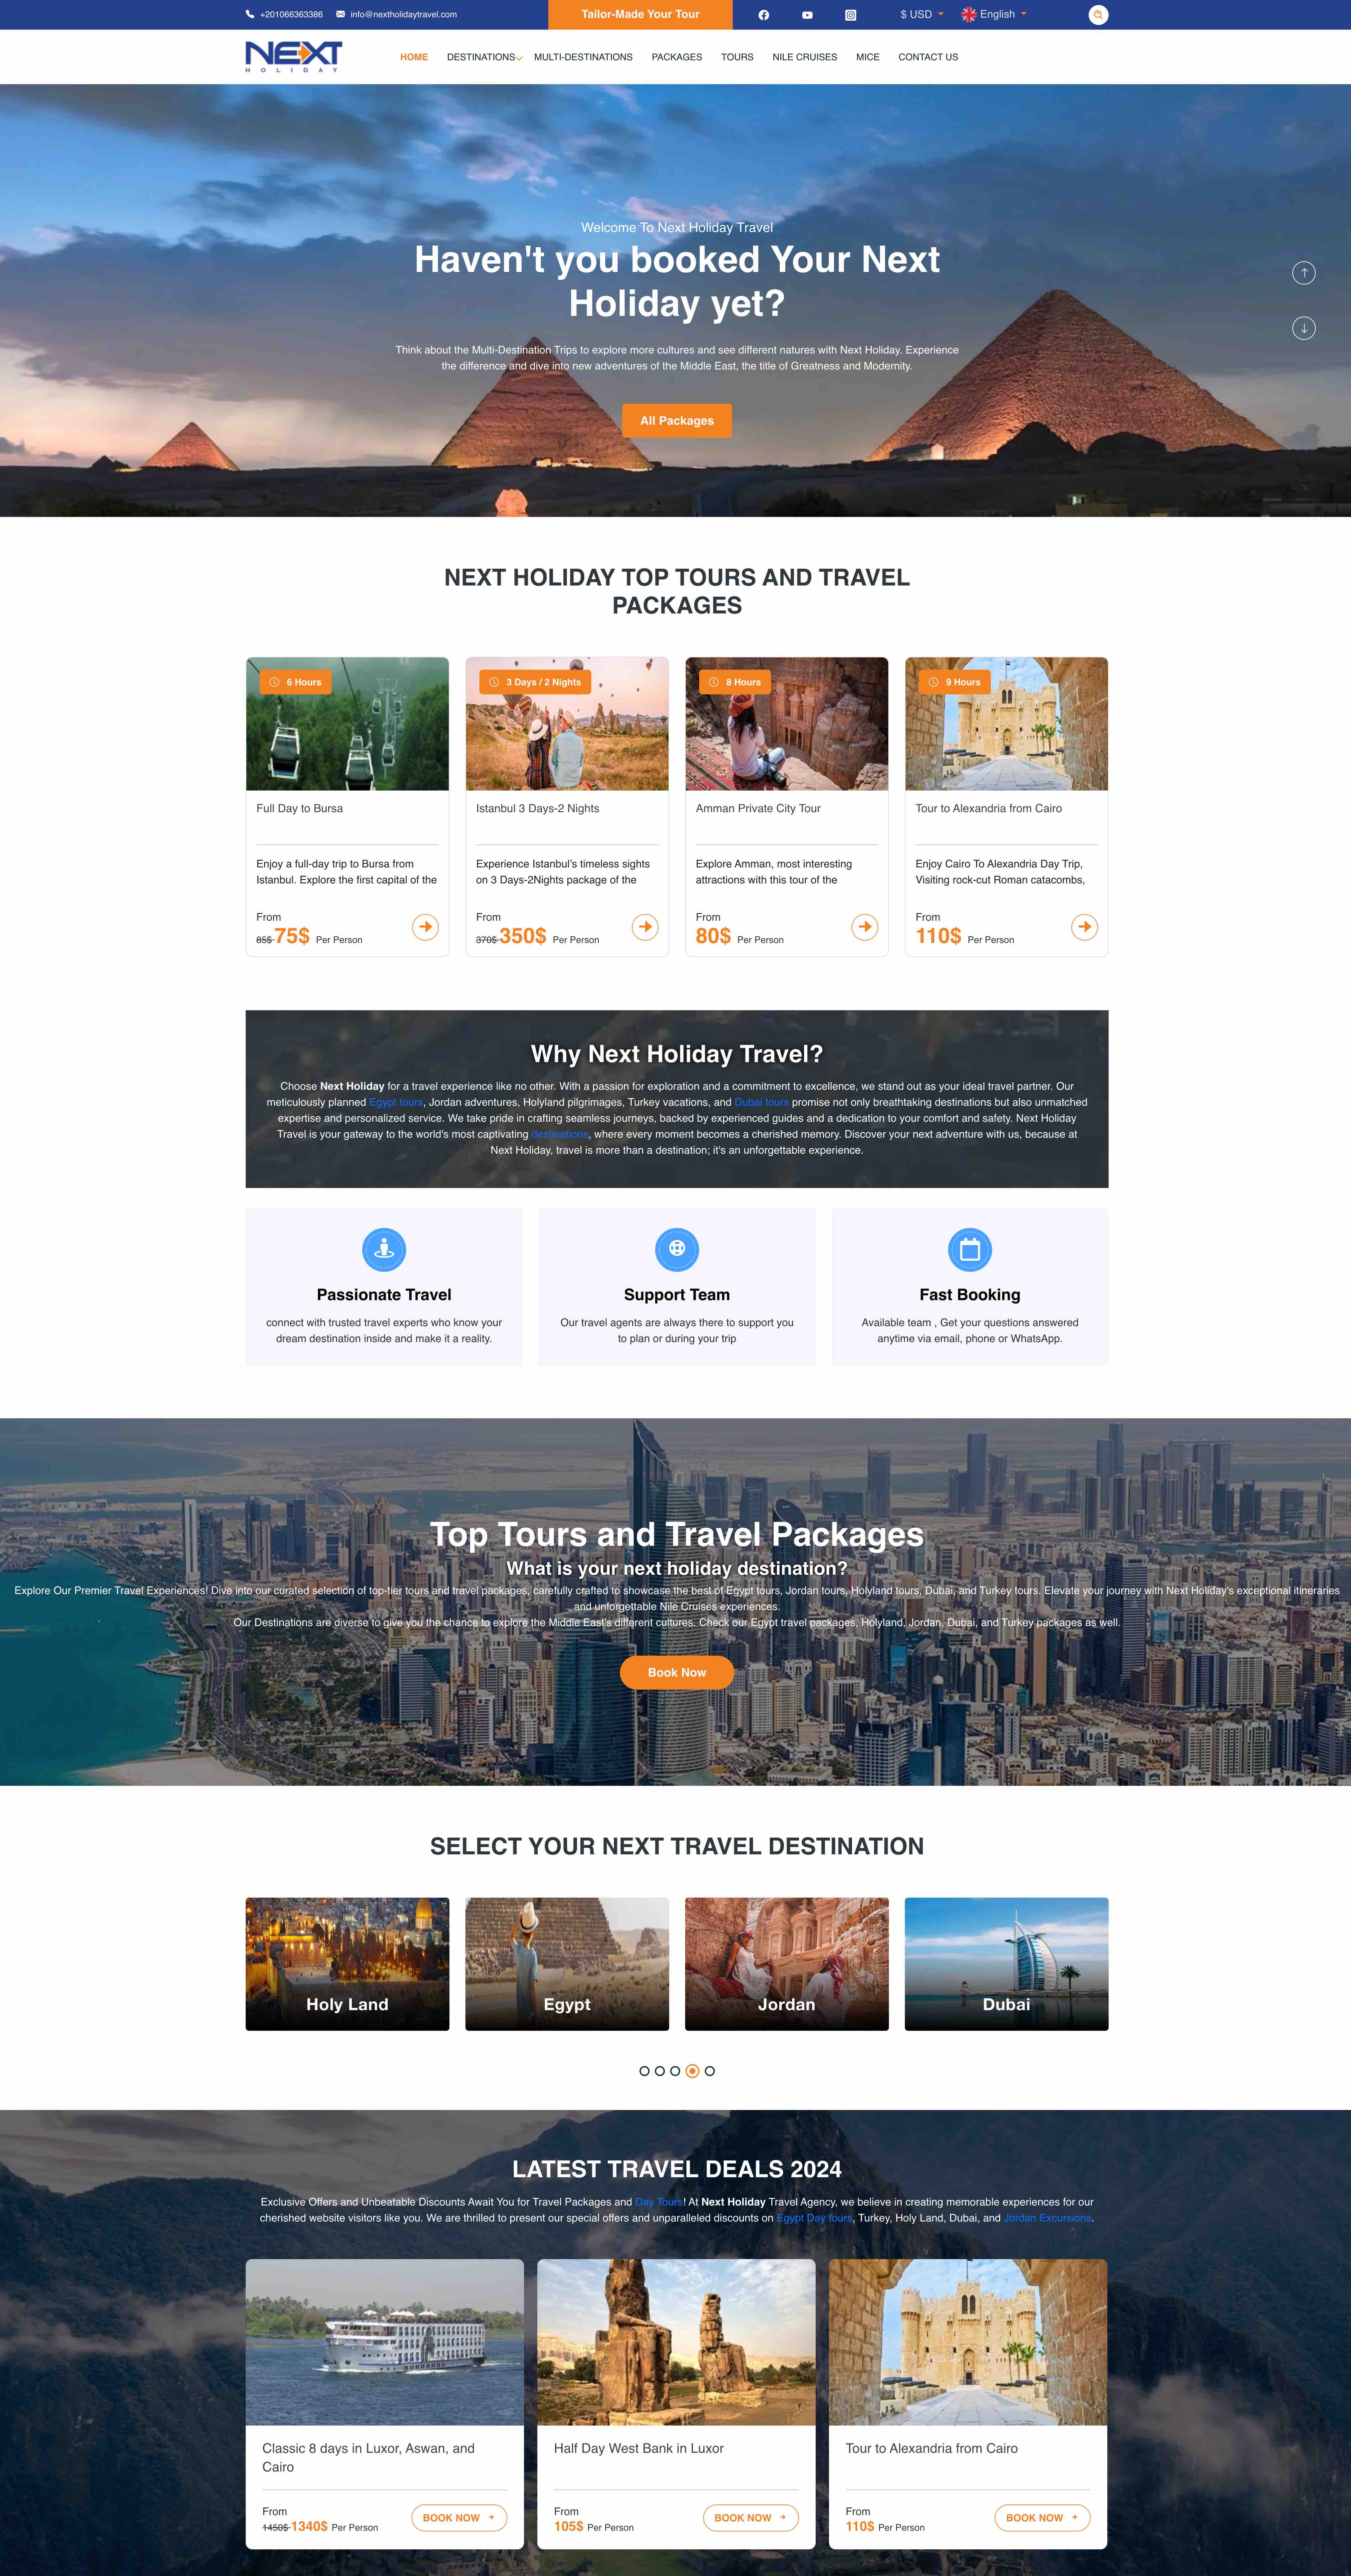 +201066363386 info@nextholidaytravel.com Tailor-Made Your Tour $ USD English
NEXT
HOLIDAY
HOME DESTINATIONS MULTI-DESTINATIONS PACKAGES TOURS NILE CRUISES MICE CONTACT US
Welcome To Next Holiday Travel
Haven't you booked Your Next
Holiday yet?
Think about the Multi-Destination Trips to explore more cultures and see different natures with Next Holiday. Experience
the difference and dive into new adventures of the Middle East, the title of Greatness and Modernity.
All Packages
NEXT HOLIDAY TOP TOURS AND TRAVEL
PACKAGES
6 Hours
Full Day to Bursa
Enjoy a full-day trip to Bursa from
Istanbul. Explore the first capital of the
From
85$ 75$ Per Person
3 Days / 2 Nights
Istanbul 3 Days-2 Nights
Experience Istanbul's timeless sights
on 3 Days-2Nights package of the
From
370$ 350$ Per Person
8 Hours
Amman Private City Tour
Explore Amman, most interesting
attractions with this tour of the
From
80$ Per Person
9 Hours
Tour to Alexandria from Cairo
Enjoy Cairo To Alexandria Day Trip,
Visiting rock-cut Roman catacombs,
From
110$ Per Person
Why Next Holiday Travel?
Choose Next Holiday for a travel experience like no other. With a passion for exploration and a commitment to excellence, we stand out as your ideal travel partner. Our
meticulously planned Egypt tours, Jordan adventures, Holyland pilgrimages, Turkey vacations, and Dubai tours promise not only breathtaking destinations but also unmatched
expertise and personalized service. We take pride in crafting seamless journeys, backed by experienced guides and a dedication to your comfort and safety. Next Holiday
Travel is your gateway to the world's most captivating destinations, where every moment becomes a cherished memory. Discover your next adventure with us, because at
Next Holiday, travel is more than a destination; it's an unforgettable experience.
Passionate Travel
connect with trusted travel experts who know your
dream destination inside and make it a reality.
Support Team
Our travel agents are always there to support you
to plan or during your trip
Fast Booking
Available team , Get your questions answered
anytime via email, phone or WhatsApp.
Top Tours and Travel Packages
What is your next holiday destination?
Explore Our Premier Travel Experiences! Dive into our curated selection of top-tier tours and travel packages, carefully crafted to showcase the best of Egypt tours, Jordan tours, Holyland tours, Dubai, and Turkey tours. Elevate your journey with Next Holiday's exceptional itineraries
and unforgettable Nile Cruises experiences.
Our Destinations are diverse to give you the chance to explore the Middle East's different cultures. Check our Egypt travel packages, Holyland, Jordan, Dubai, and Turkey packages as well.
Book Now
SELECT YOUR NEXT TRAVEL DESTINATION
Holy Land
Egypt
Jordan
Dubai
LATEST TRAVEL DEALS 2024
Exclusive Offers and Unbeatable Discounts Await You for Travel Packages and Day Tours! At Next Holiday Travel Agency, we believe in creating memorable experiences for our
cherished website visitors like you. We are thrilled to present our special offers and unparalleled discounts on Egypt Day tours, Turkey, Holy Land, Dubai, and Jordan Excursions.
Classic 8 days in Luxor, Aswan, and
Cairo
From
1450$ 1340$ Per Person
BOOK NOW
Half Day West Bank in Luxor
From
105$ Per Person
BOOK NOW
Tour to Alexandria from Cairo
From
110$ Per Person
BOOK NOW